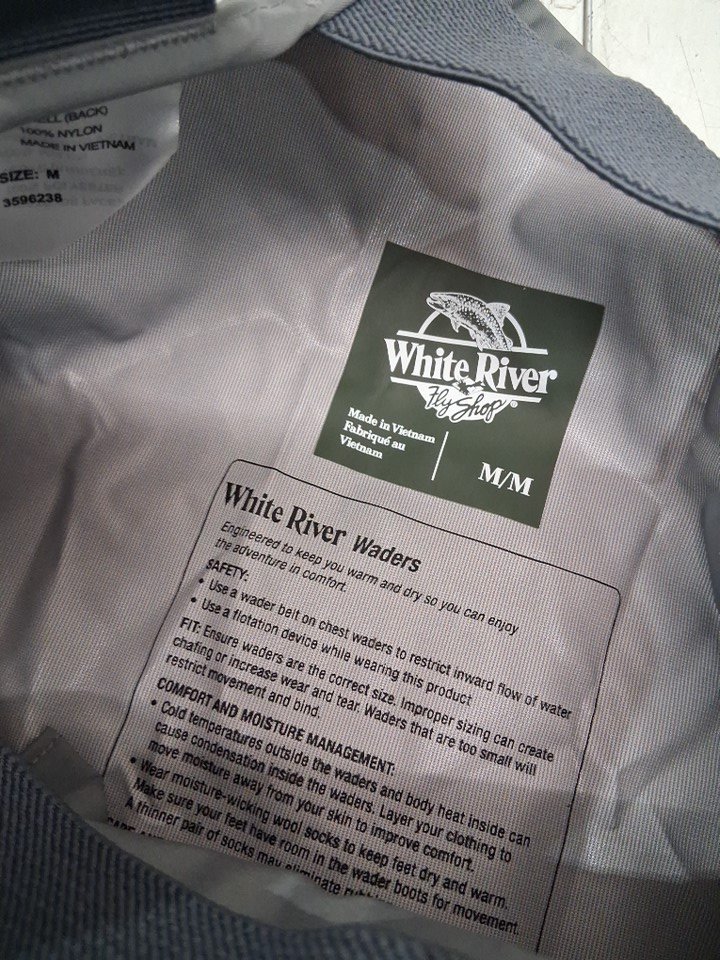 (BACK)
100% NYLON
MADE IN VIETNAM
SIZE: M
3596238
White River
Fly Shop®
Made in Vietnam
Fabriqué au
Vietnam
M/M
White River Waders
Engineered to keep you warm and dry so you can enjoy
the adventure in comfort.
SAFETY:
• Use a wader belt on chest waders to restrict inward flow of water
• Use a flotation device while wearing this product
FIT: Ensure waders are the correct size. Improper sizing can create
chafing or increase wear and tear. Waders that are too small will
restrict movement and bind.
COMFORT AND MOISTURE MANAGEMENT:
• Cold temperatures outside the waders and body heat inside can
cause condensation inside the waders. Layer your clothing to
move moisture away from your skin to improve comfort.
• Wear moisture-wicking wool socks to keep feet dry and warm.
Make sure your feet have room in the wader boots for movement.
A thinner pair of socks may eliminate